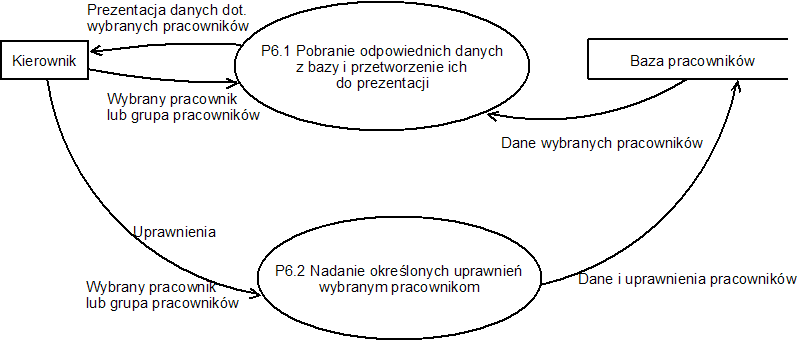 Prezentacja danych dot.
wybranych pracowników
Kierownik
P6.1 Pobranie odpowiednich danych
z bazy i przetworzenie ich
do prezentacji
Baza pracowników
Wybrany pracownik
lub grupa pracowników
Dane wybranych pracowników
Uprawnienia
P6.2 Nadanie określonych uprawnień
wybranym pracownikom
Wybrany pracownik
lub grupa pracowników
Dane i uprawnienia pracowników